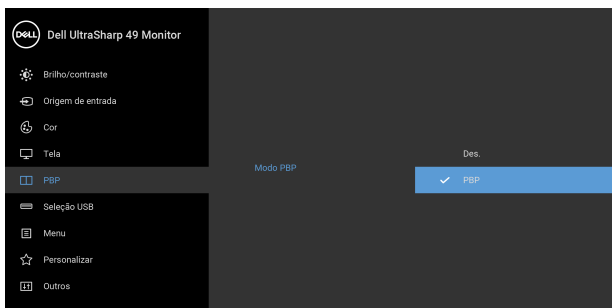 DELL Dell UltraSharp 49 Monitor
Brilho/contraste
Origem de entrada
Cor
Tela
PBP
Seleção USB
Menu
Personalizar
Outros
Modo PBP
Des.
PBP